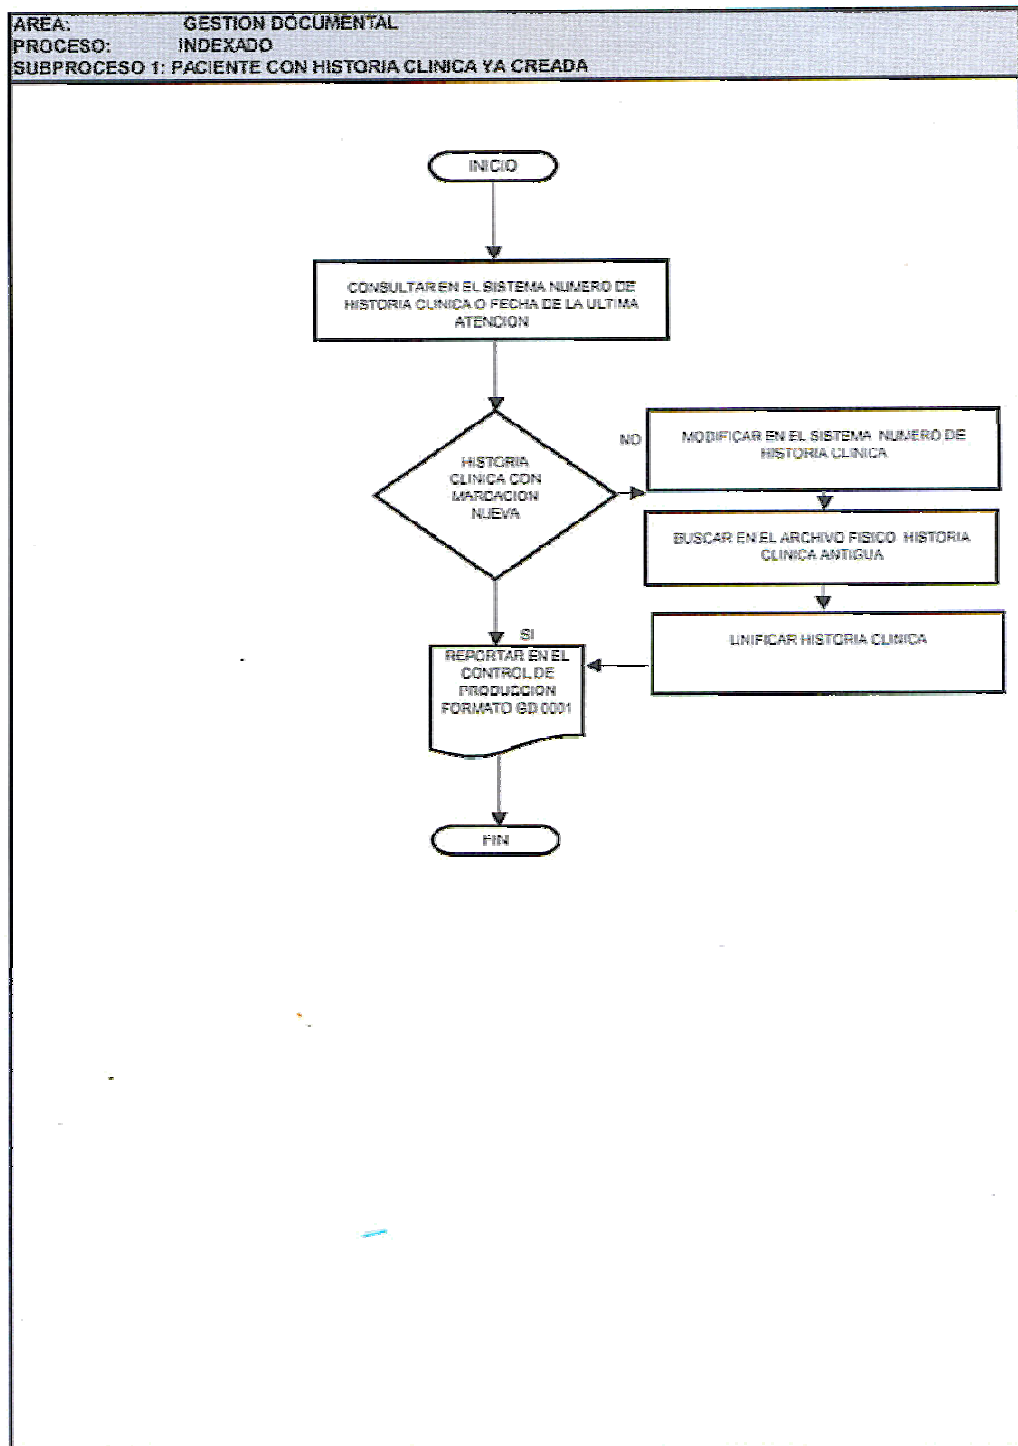 AREA: GESTION DOCUMENTAL
PROCESO: INDEXADO
SUBPROCESO 1: PACIENTE CON HISTORIA CLINICA YA CREADA
INICIO
CONSULTAR EN EL SISTEMA NUMERO DE
HISTORIA CLINICA O FECHA DE LA ULTIMA
ATENCION
HISTORIA
CLINICA CON
MARCACION
NUEVA
NO
MODIFICAR EN EL SISTEMA NUMERO DE
HISTORIA CLINICA
BUSCAR EN EL ARCHIVO FISICO HISTORIA
CLINICA ANTIGUA
UNIFICAR HISTORIA CLINICA
SI
REPORTAR EN EL
CONTROL DE
PRODUCCION
FORMATO GD 0001
FIN